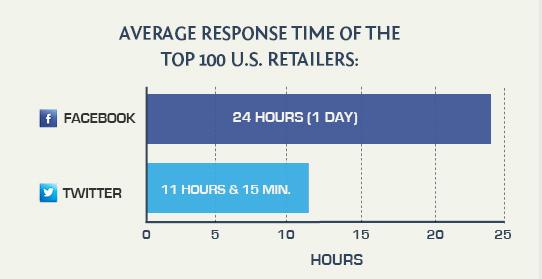 AVERAGE RESPONSE TIME OF THE
TOP 100 U.S. RETAILERS:
f FACEBOOK 24 HOURS (1 DAY)
TWITTER 11 HOURS & 15 MIN.
0 5 10 15 20 25
HOURS